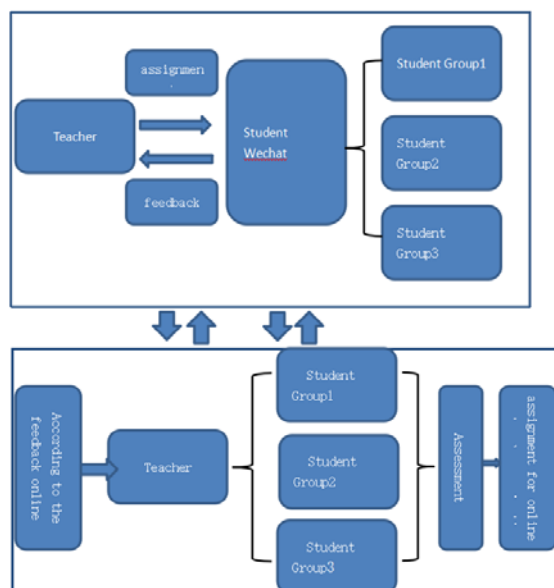 assignmen
.
Teacher
Student
Wechat
feedback
Student Group1
Student
Group2
Student
Group3
According to the
feedback online
Teacher
Student
Group1
Student
Group2
Student
Group3
Assessment
assignment for online
. . . ..